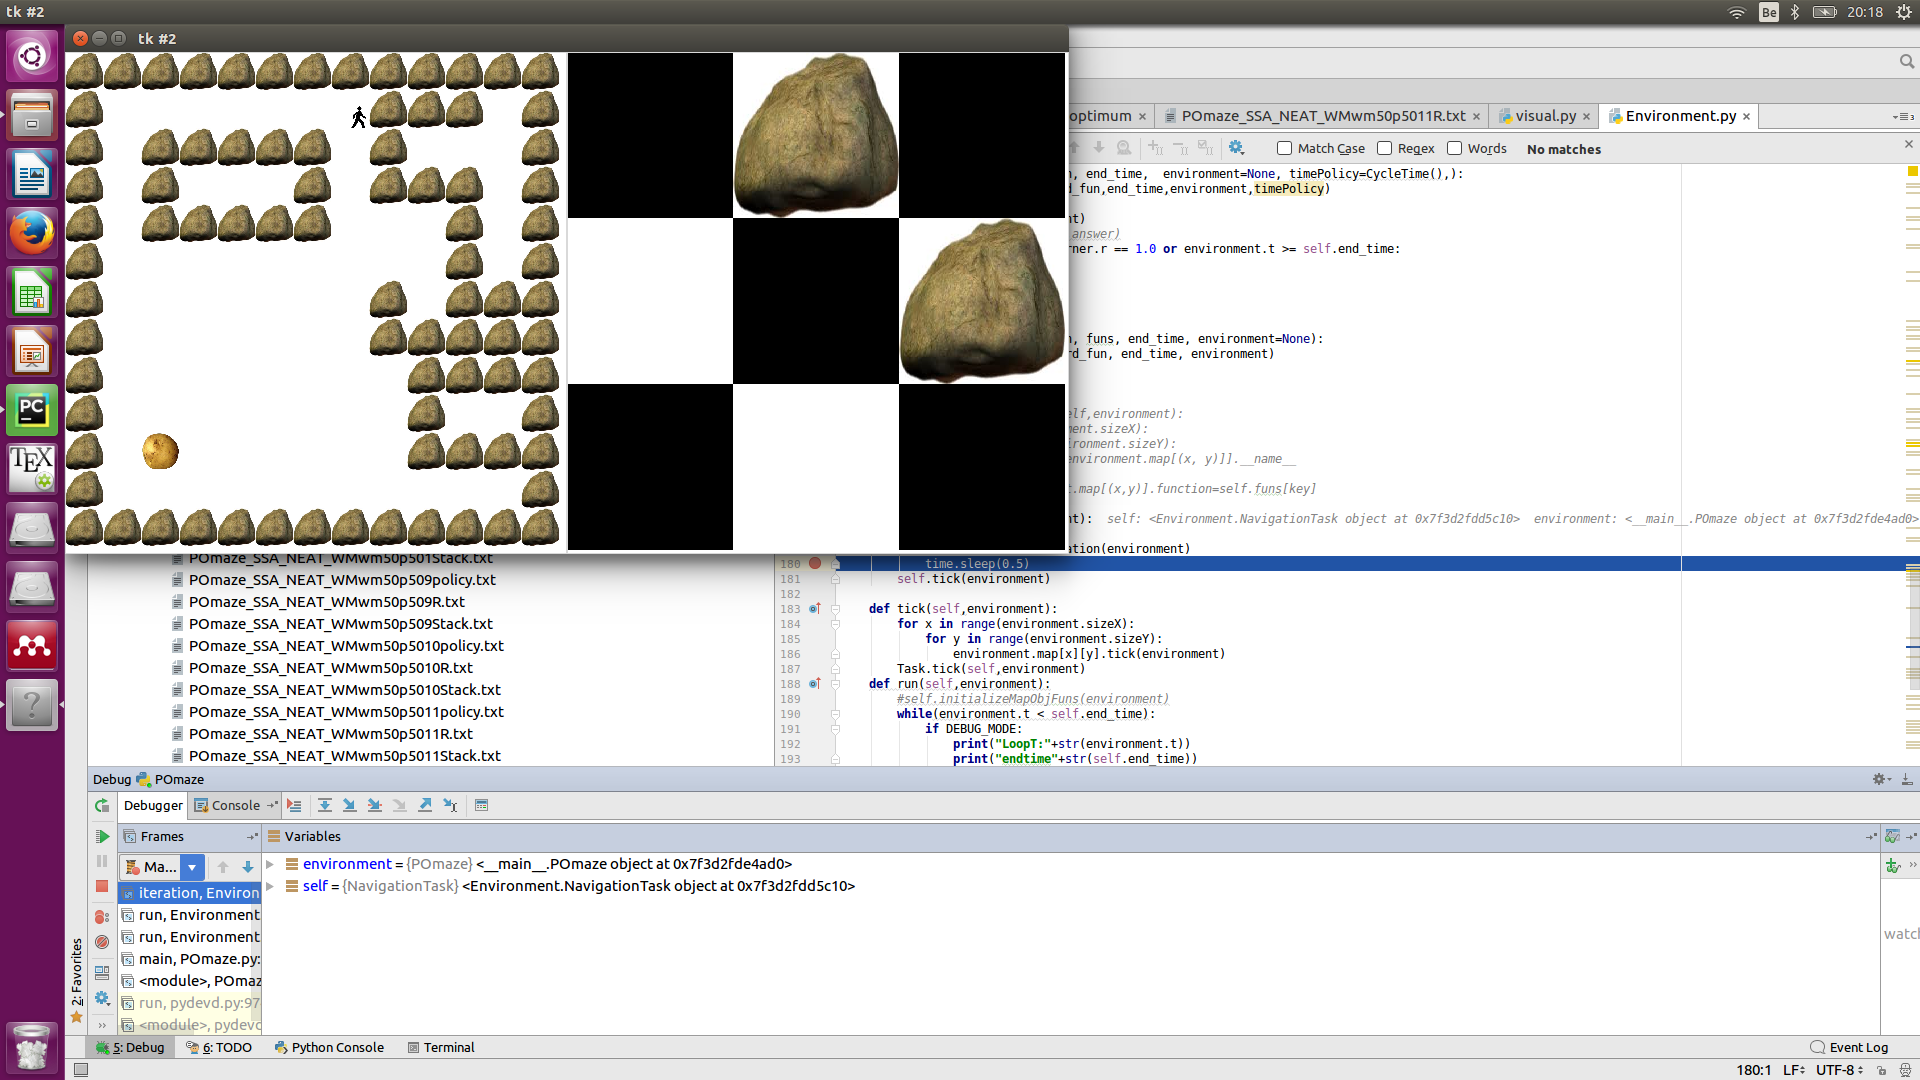 tk #2
Be
20:18
tk #2
optimum
POmaze_SSA_NEAT_WMwm50p5011R.txt
visual.py
Environment.py
Match Case
Regex
Words
No matches
, end_time,  environment=None, timePolicy=CycleTime(),):
_fun,end_time,environment,timePolicy)
answer)
ner.r == 1.0 or environment.t >= self.end_time:
, funs, end_time, environment=None):
d_fun, end_time, environment)
elf,environment):
ment.sizeX):
ronment.sizeY):
environment.map[(x, y)]].__name__
t.map[(x,y)].function=self.funs[key]
nt):  self: <Environment.NavigationTask object at 0x7f3d2fdd5c10>  environment: <__main__.POmaze object at 0x7f3d2fde4ad0>
ation(environment)
180 time.sleep(0.5)
181 self.tick(environment)
182
183 def tick(self,environment):
184 for x in range(environment.sizeX):
185 for y in range(environment.sizeY):
186 environment.map[x][y].tick(environment)
187 Task.tick(self,environment)
188 def run(self,environment):
189 #self.initializeMapObjFuns(environment)
190 while(environment.t < self.end_time):
191 if DEBUG_MODE:
192 print("LoopT:"+str(environment.t))
193 print("endtime"+str(self.end_time))
POmaze_SSA_NEAT_WMwm50p501Stack.txt
POmaze_SSA_NEAT_WMwm50p509policy.txt
POmaze_SSA_NEAT_WMwm50p509R.txt
POmaze_SSA_NEAT_WMwm50p509Stack.txt
POmaze_SSA_NEAT_WMwm50p5010policy.txt
POmaze_SSA_NEAT_WMwm50p5010R.txt
POmaze_SSA_NEAT_WMwm50p5010Stack.txt
POmaze_SSA_NEAT_WMwm50p5011policy.txt
POmaze_SSA_NEAT_WMwm50p5011R.txt
POmaze_SSA_NEAT_WMwm50p5011Stack.txt
PC
TEX
Debug POmaze
Debugger
Console
Frames
Variables
Ma...
environment = {POmaze} <__main__.POmaze object at 0x7f3d2fde4ad0>
self = {NavigationTask} <Environment.NavigationTask object at 0x7f3d2fdd5c10>
iteration, Environ
run, Environment
run, Environment
main, POmaze.py:
<module>, POmaz
run, pydevd.py:97
<module>, pydevd
watch
2: Favorites
5: Debug
6: TODO
Python Console
Terminal
Event Log
180:1
LF
UTF-8